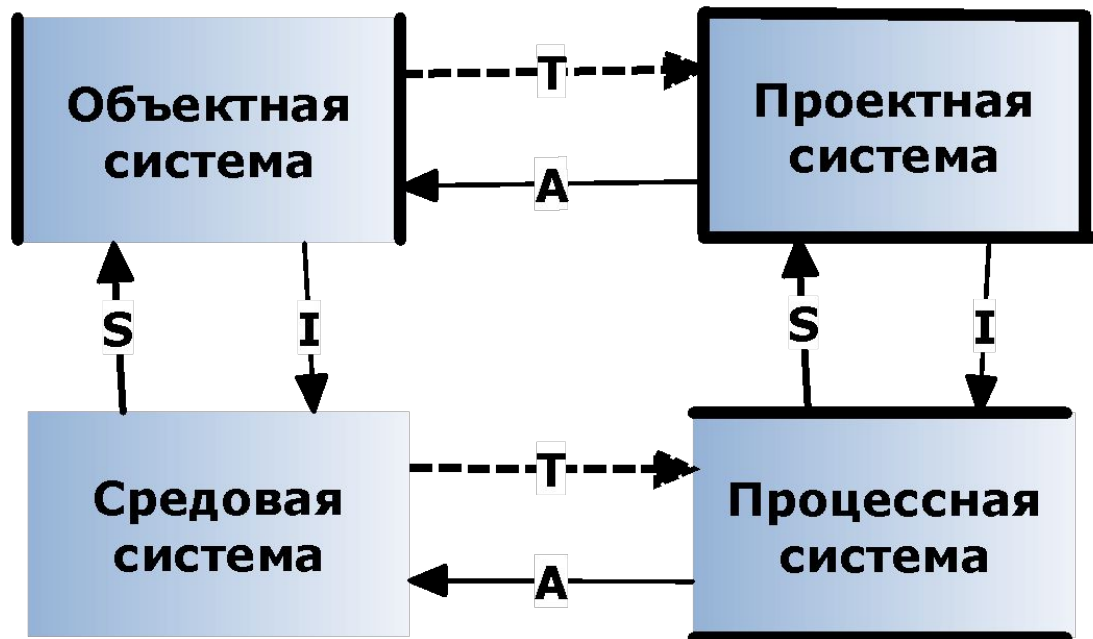 Объектная
система
T
A
Проектная
система
S
I
S
I
Средовая
система
T
A
Процессная
система